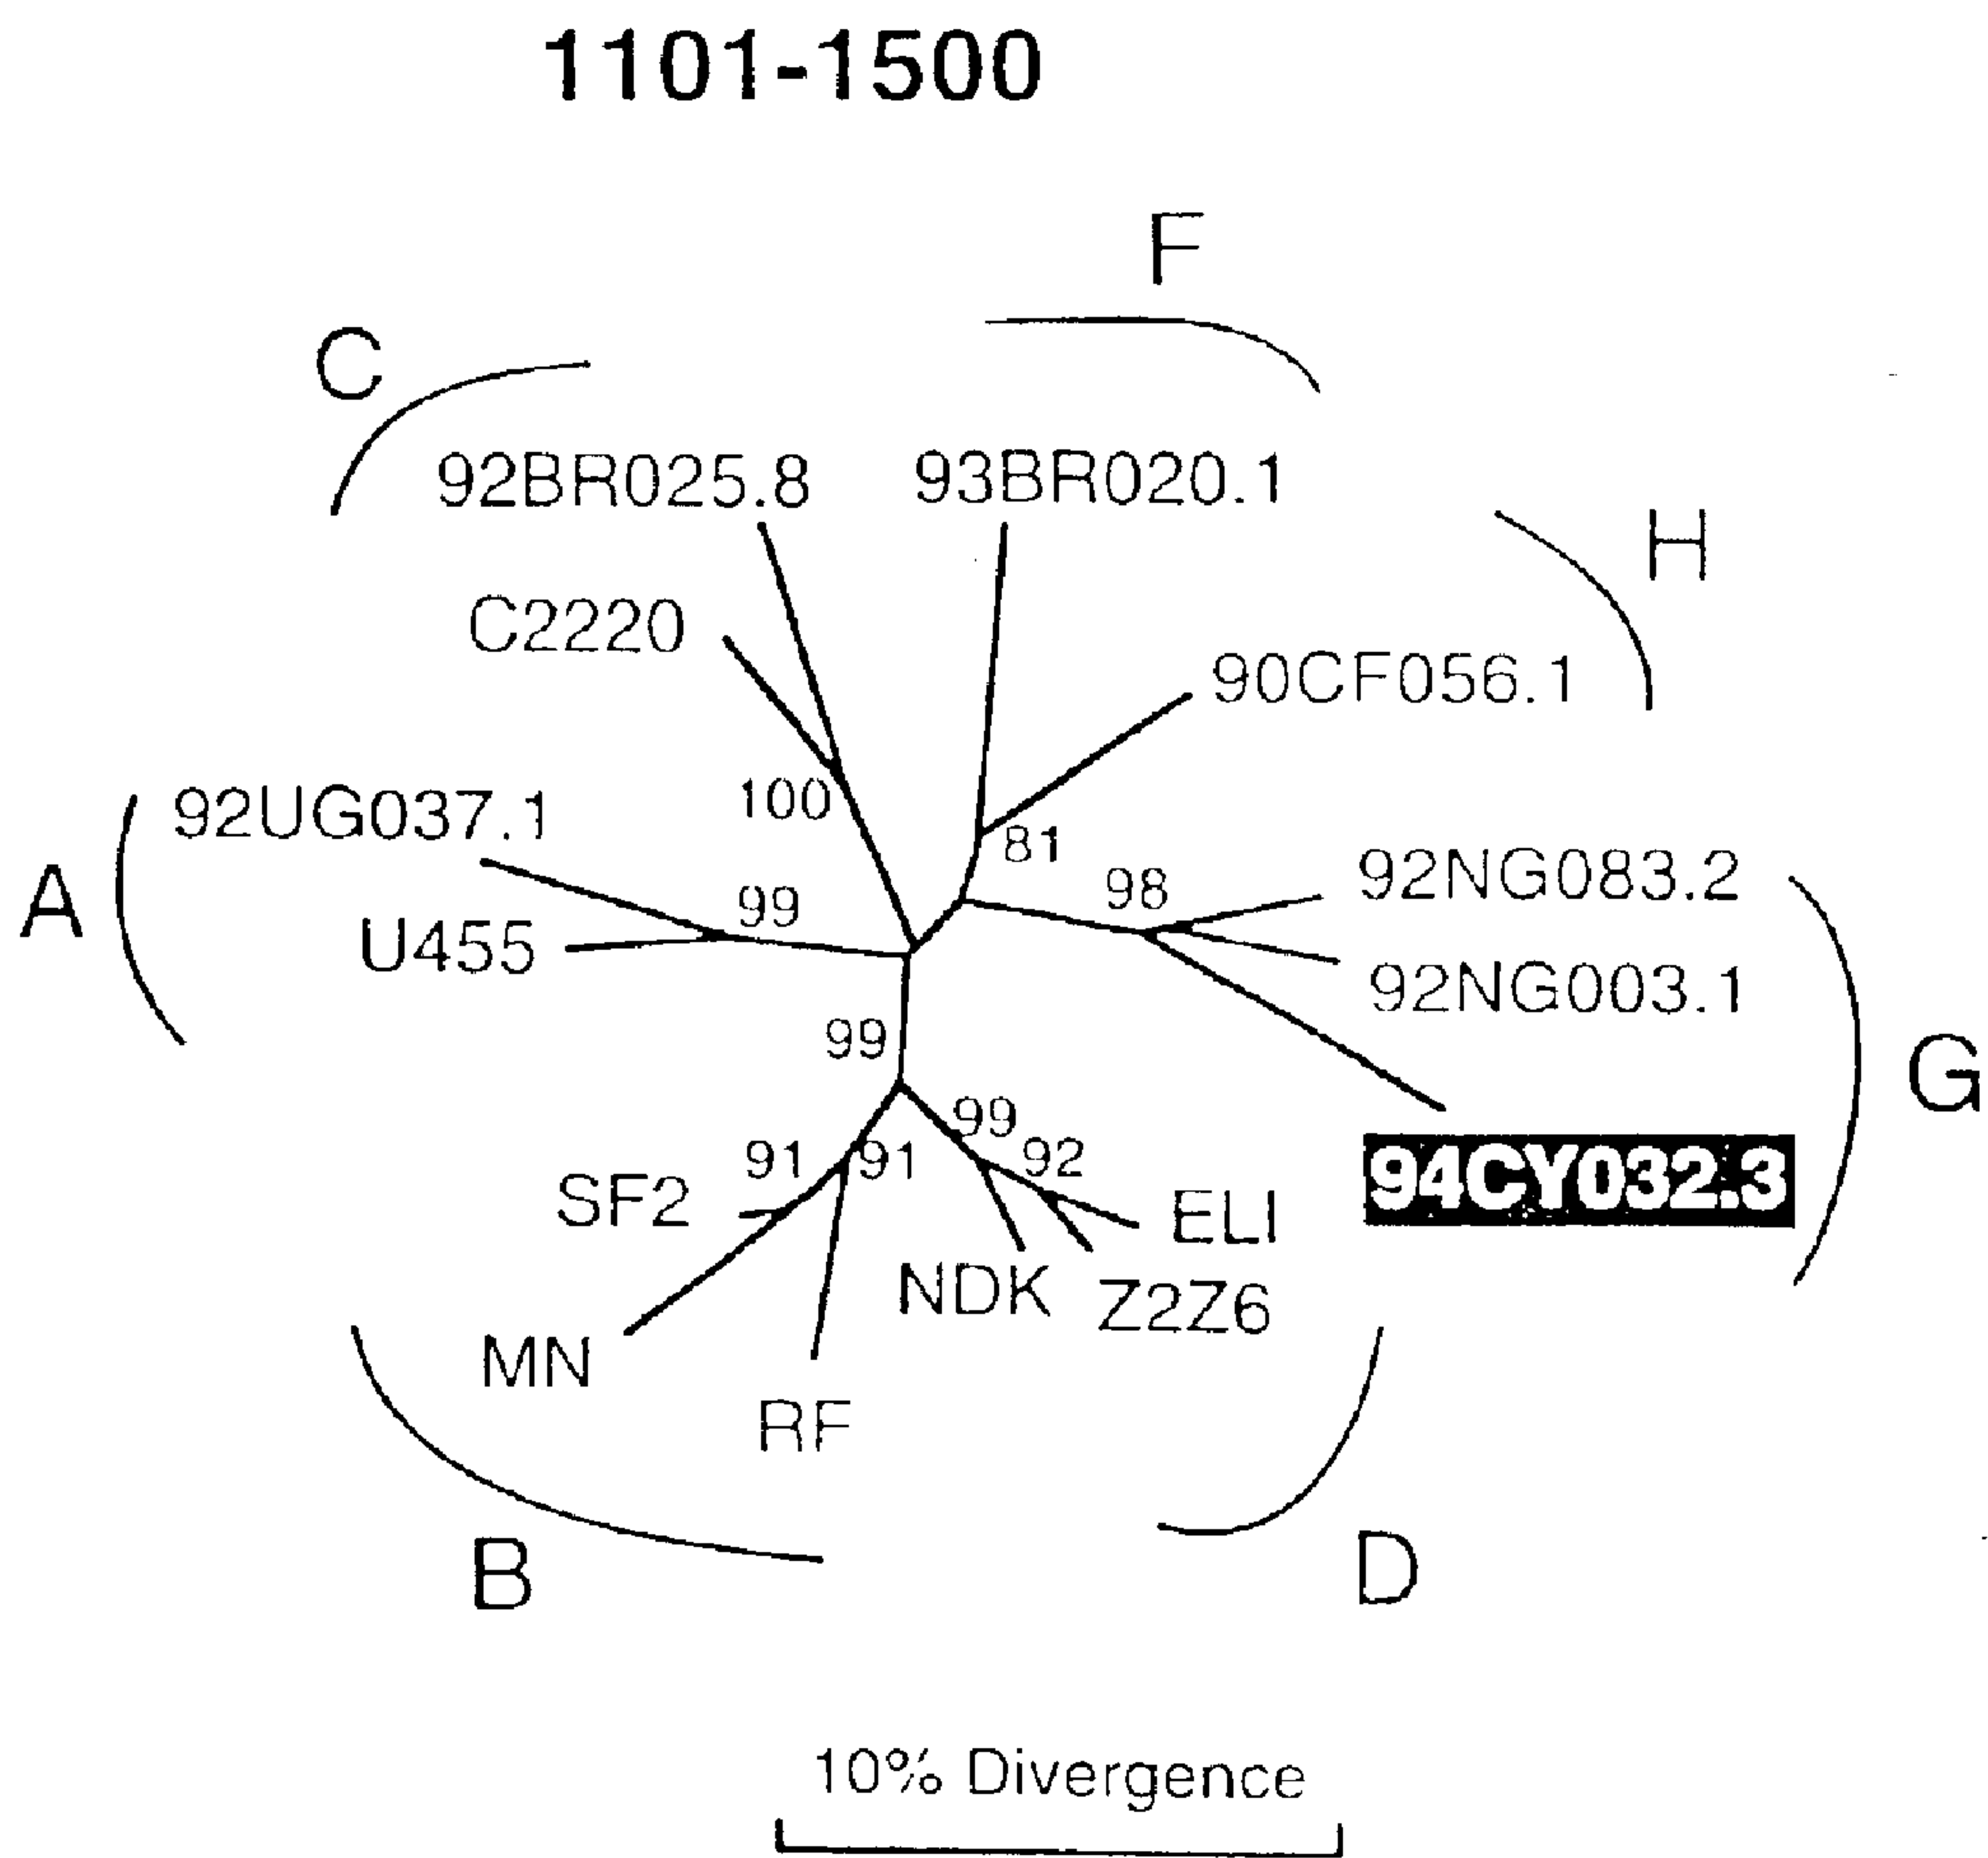 1101-1500
F
C
92BR025.8 93BR020.1
H
C2220
90CF056.1
100
92UG037.1
81
98
92NG083.2
A
99
U455
92NG003.1
99
G
99
91 91 92
94CY032.3
SF2
ELI
NDK
Z2Z6
MN
RF
B
D
10% Divergence